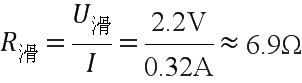 R滑 = U滑/I = 2.2V/0.32A ≈ 6.9Ω